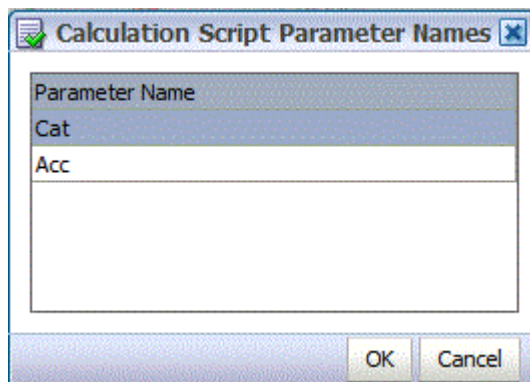 Calculation Script Parameter Names
Parameter Name
Cat
Acc
OK Cancel